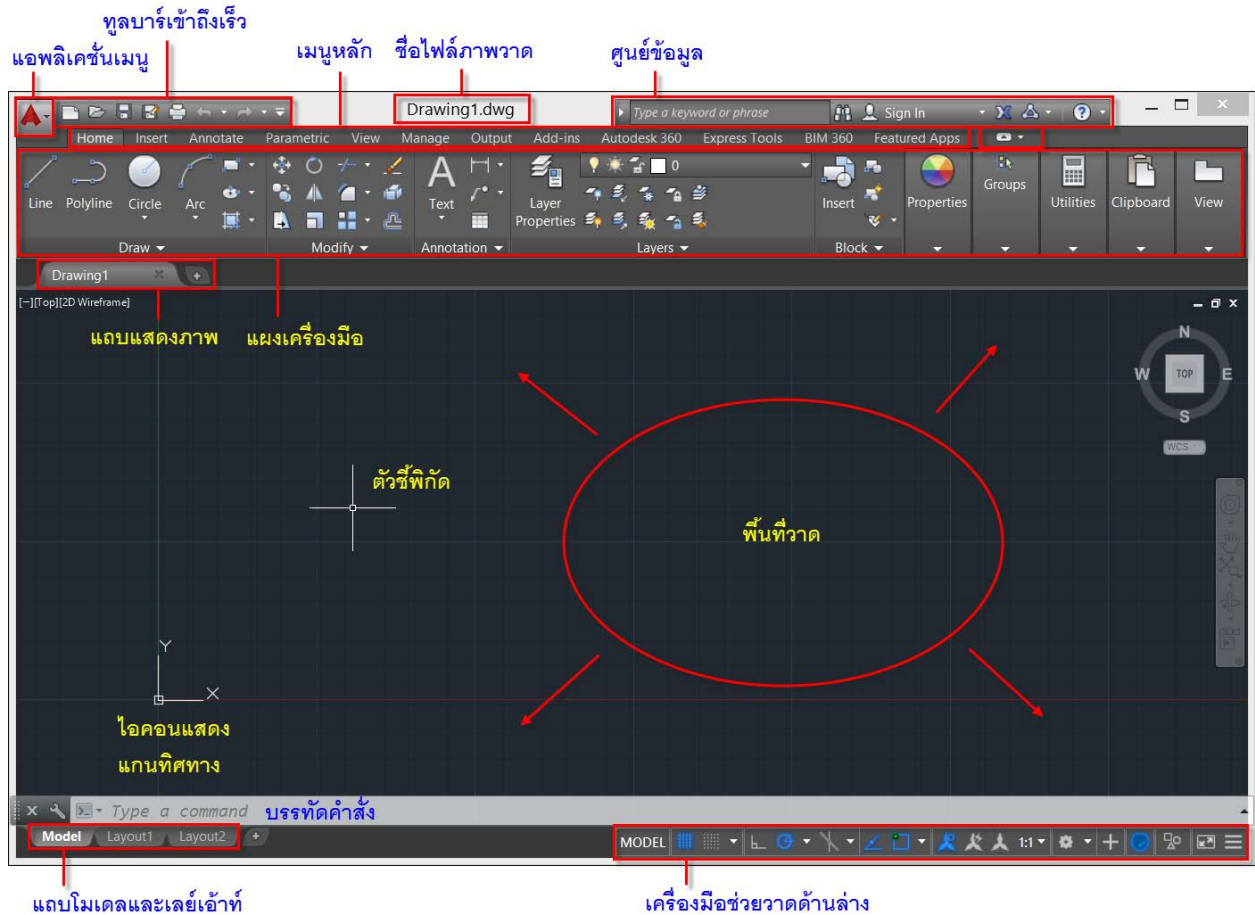 ทูลบาร์เข้าถึงเร็ว
แอพลิเคชั่นเมนู
เมนูหลัก
ชื่อไฟล์ภาพวาด
ศูนย์ข้อมูล
Drawing1.dwg
Type a keyword or phrase
Sign In
Home Insert Annotate Parametric View Manage Output Add-ins Autodesk 360 Express Tools BIM 360 Featured Apps
0
Line Polyline Circle Arc
Text
Layer
Properties
Insert
Properties
Groups
Utilities
Clipboard
View
Draw Modify Annotation Layers Block
Drawing1
[−][Top][2D Wireframe]
แถบแสดงภาพ
แผงเครื่องมือ
N
W TOP E
S
WCS
ตัวชี้พิกัด
พื้นที่วาด
Y
X
ไอคอนแสดง
แกนทิศทาง
Type a command
บรรทัดคำสั่ง
Model Layout1 Layout2
MODEL 1:1
แถบโมเดลและเลย์เอ้าท์
เครื่องมือช่วยวาดด้านล่าง